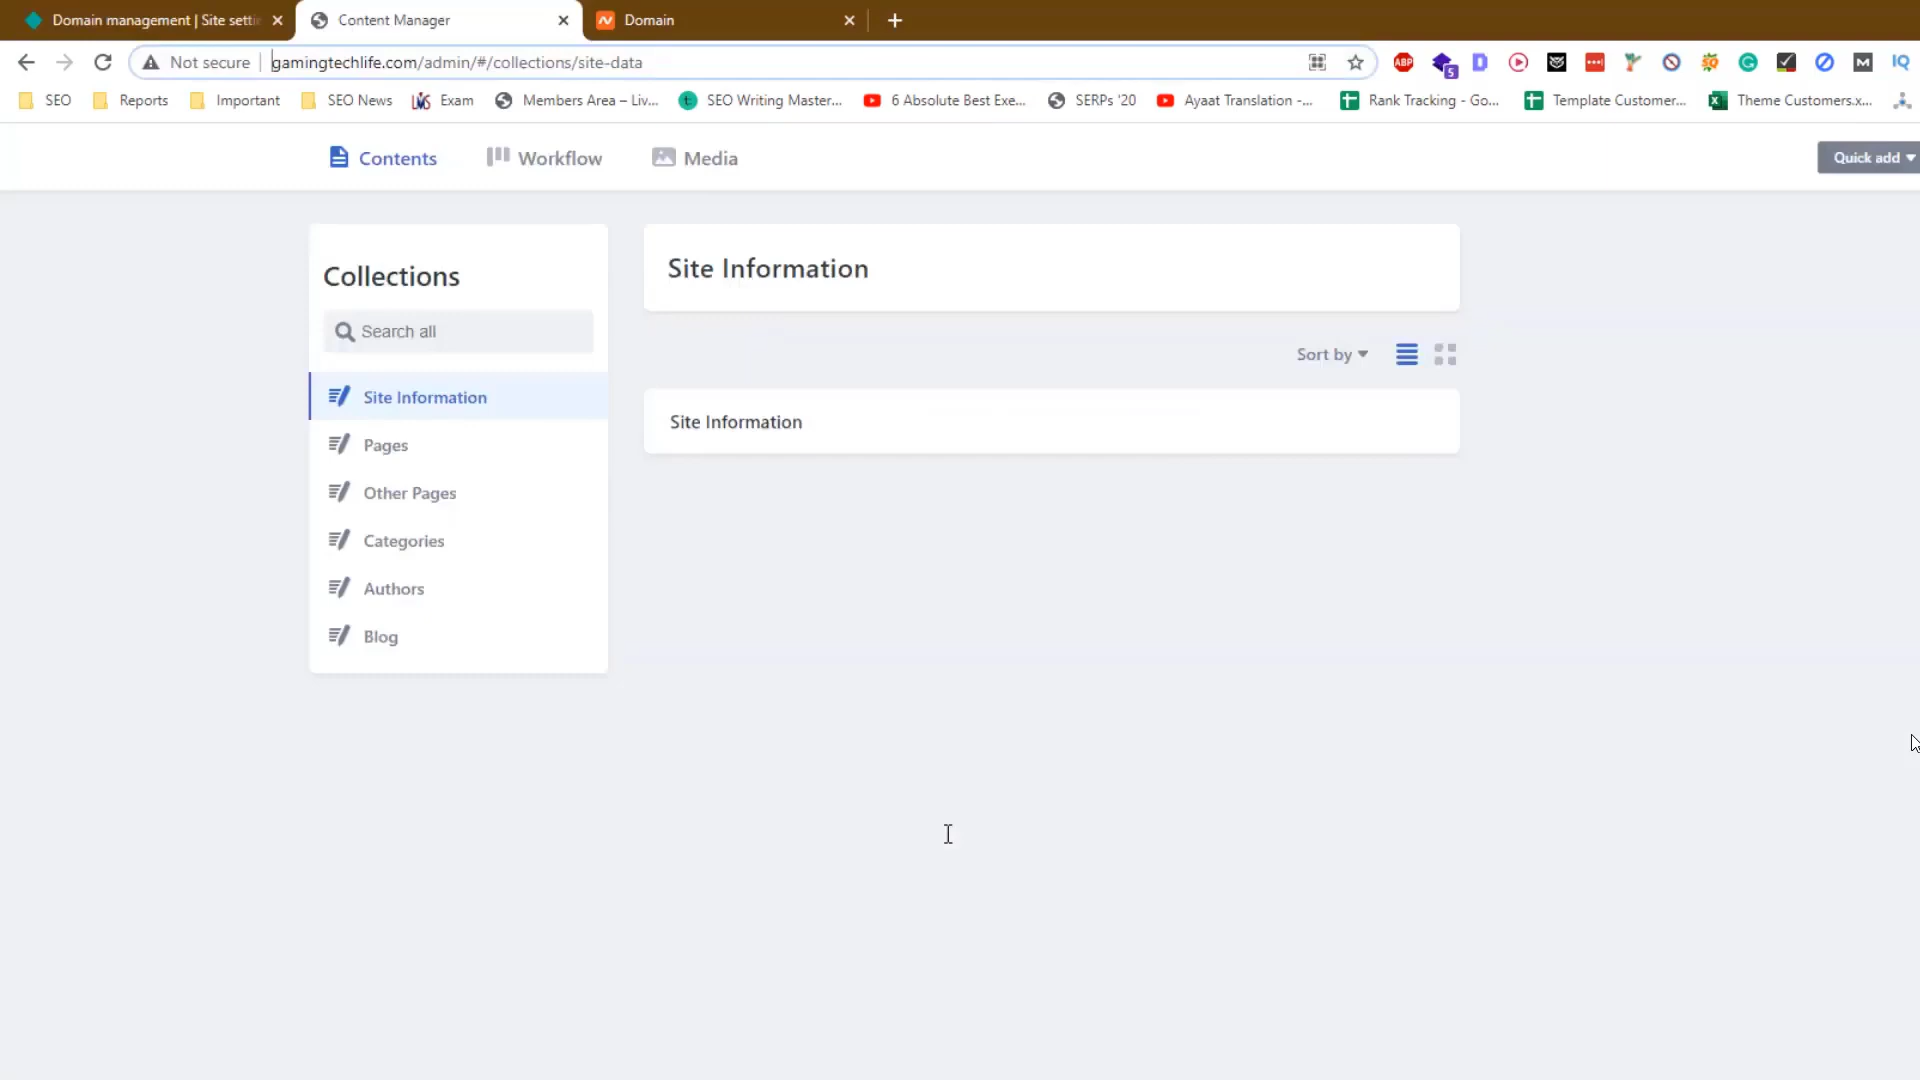 Domain management | Site setti
Content Manager
Domain
Not secure
gamingtechlife.com/admin/#/collections/site-data
ABP
5
IQ
SEO
Reports
Important
SEO News
Exam
Members Area – Liv...
SEO Writing Master...
6 Absolute Best Exe...
SERPs '20
Ayaat Translation -...
Rank Tracking - Go...
Template Customer...
Theme Customers.x...
Contents
Workflow
Media
Quick add
Collections
Search all
Site Information
Pages
Other Pages
Categories
Authors
Blog
Site Information
Sort by
Site Information